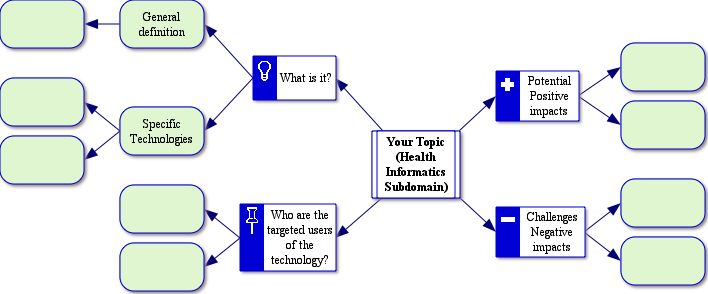 General
definition
What is it?
Specific
Technologies
Your Topic
(Health
Informatics
Subdomain)
Potential
Positive
impacts
Who are the
targeted users
of the
technology?
Challenges
Negative
impacts